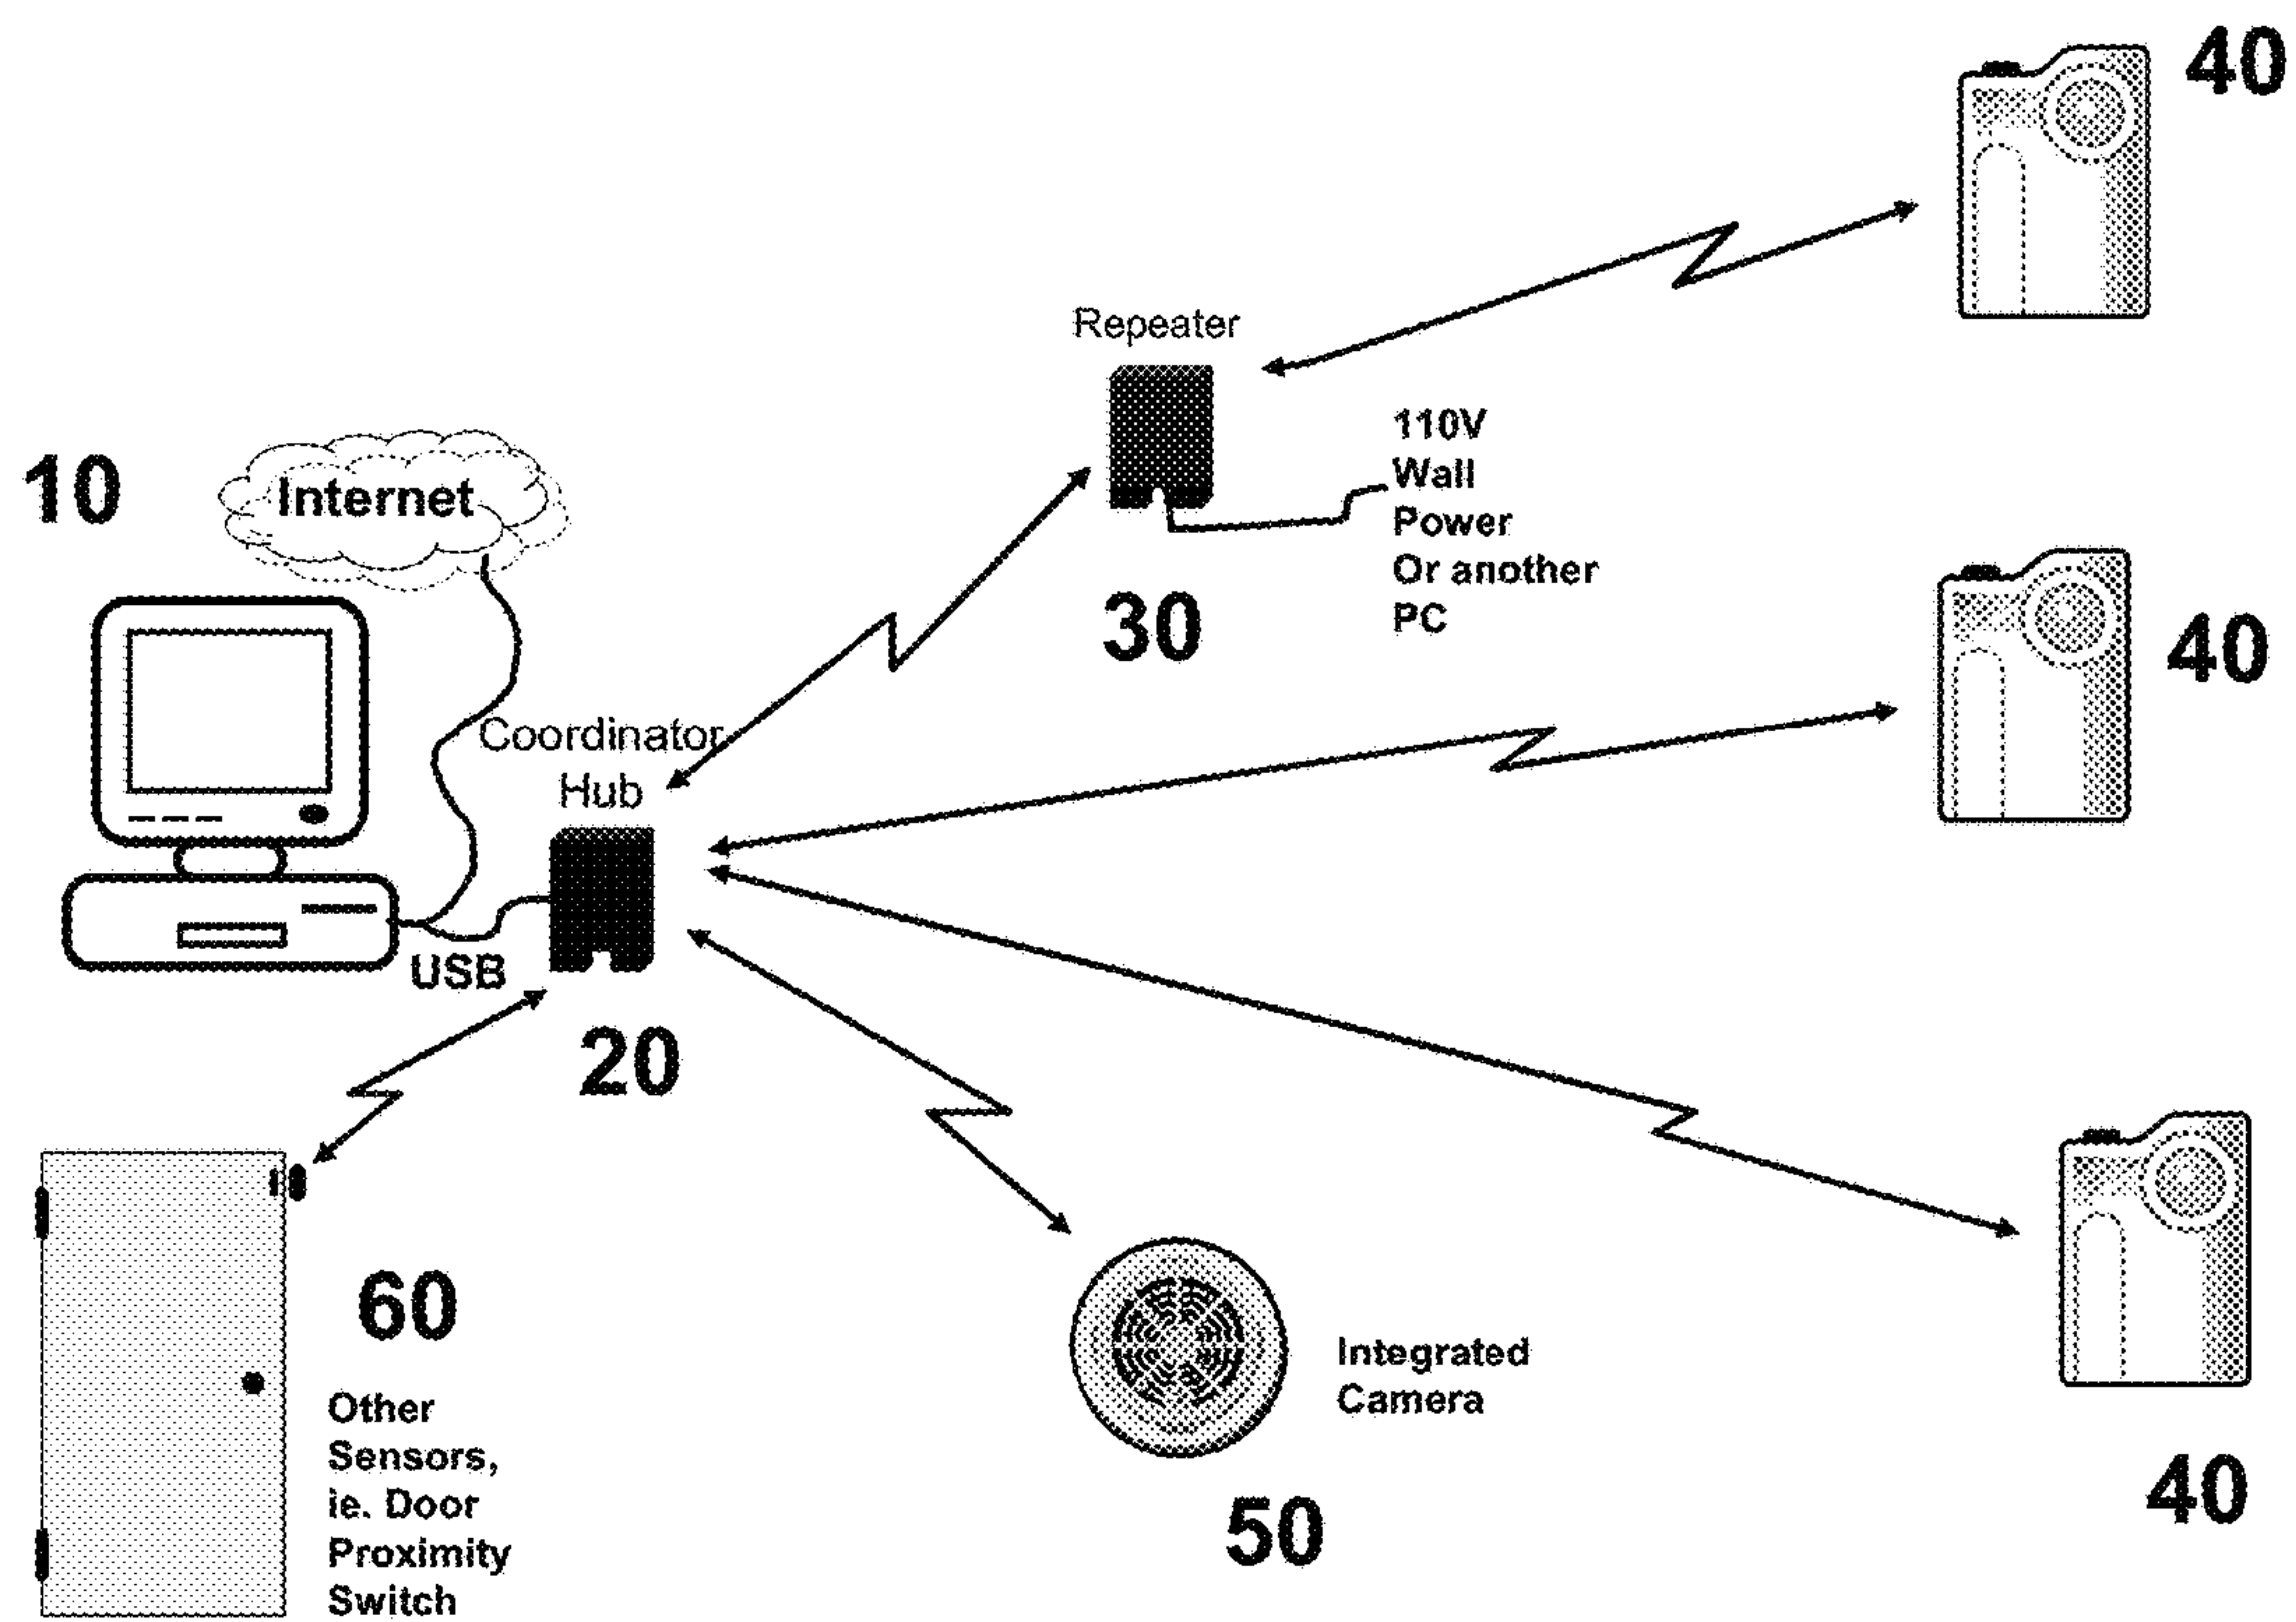 40
Repeater
110V
Wall
Power
Or another
PC
30
10
Internet
40
Coordinator
Hub
USB
20
60
Other
Sensors,
ie. Door
Proximity
Switch
Integrated
Camera
50
40